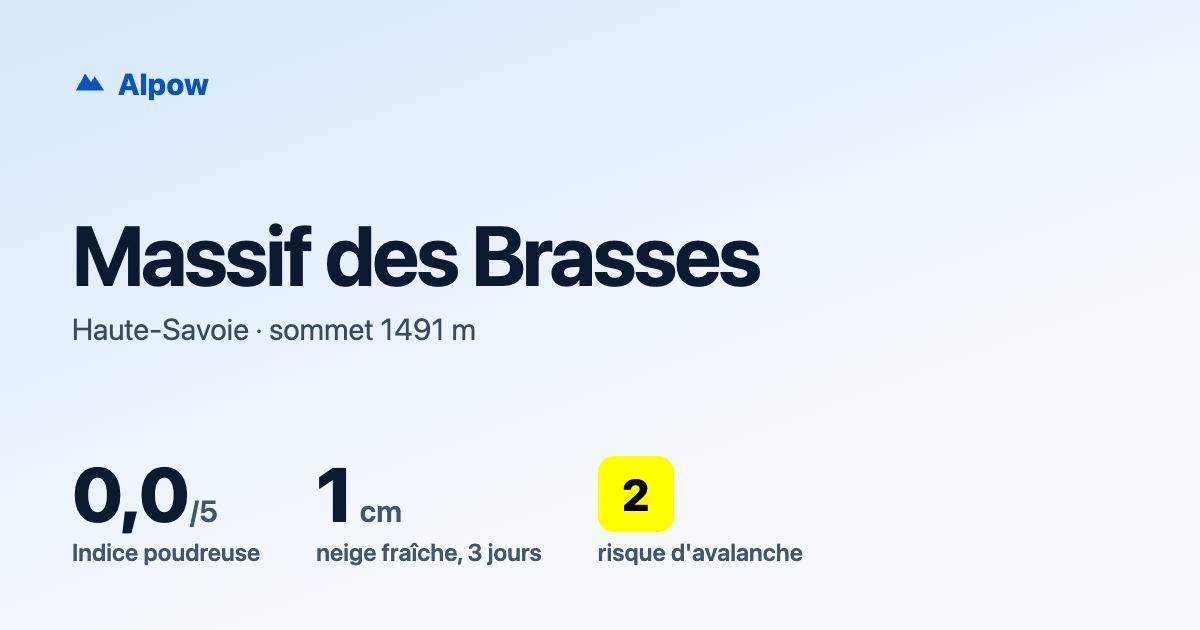 Alpow
Massif des Brasses
Haute-Savoie · sommet 1491 m
0,0/5
Indice poudreuse
1 cm
neige fraîche, 3 jours
2
risque d'avalanche